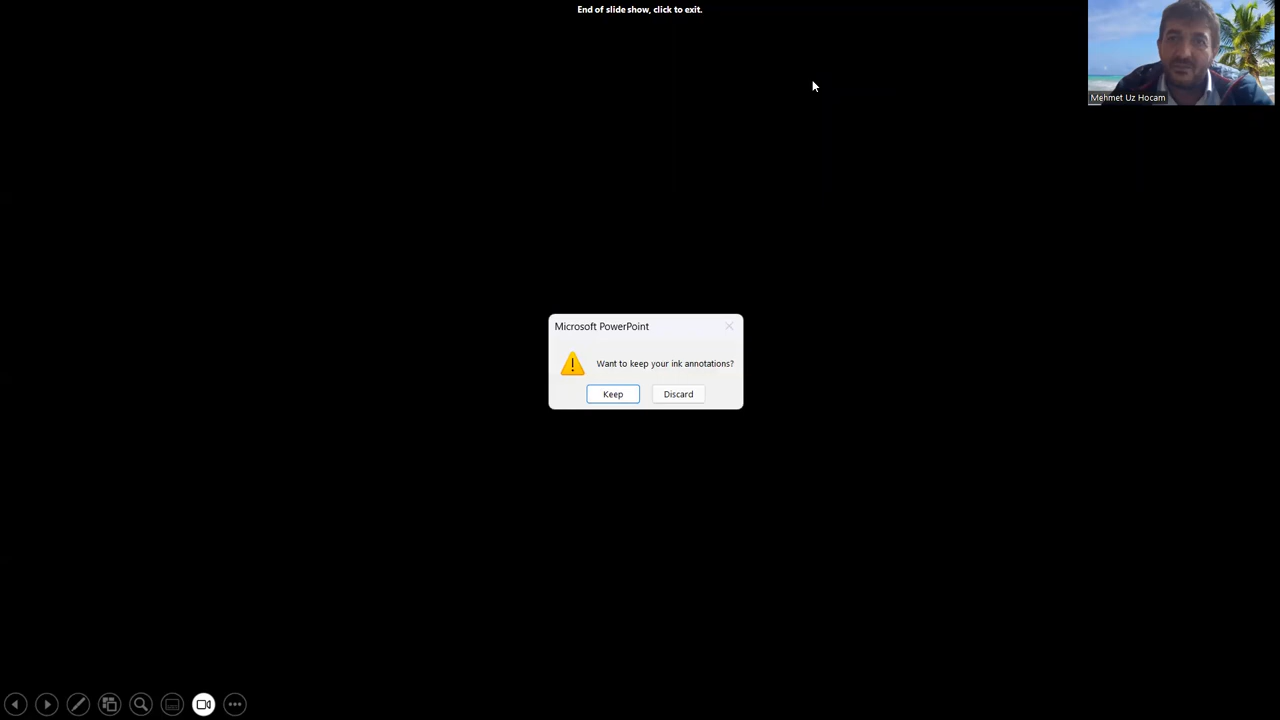 End of slide show, click to exit.
Mehmet Uz Hocam
Microsoft PowerPoint
Want to keep your ink annotations?
Keep
Discard